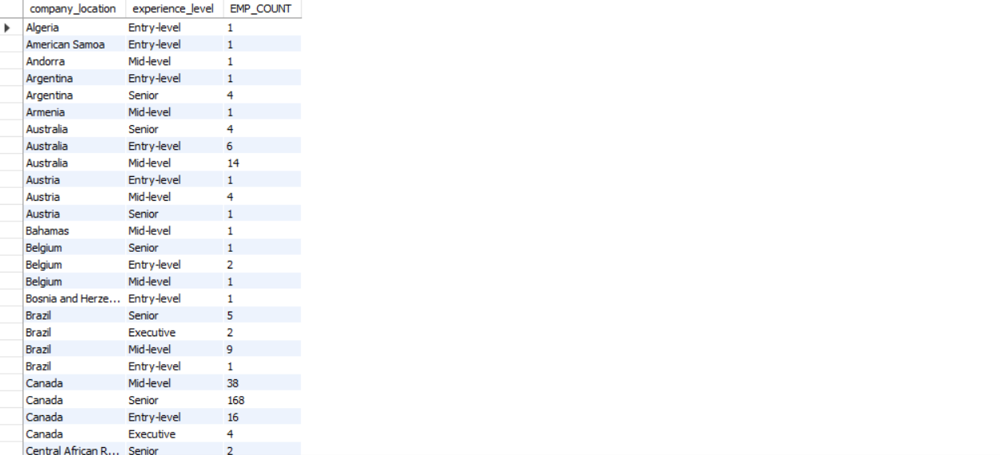 company_location experience_level EMP_COUNT
Algeria Entry-level 1
American Samoa Entry-level 1
Andorra Mid-level 1
Argentina Entry-level 1
Argentina Senior 4
Armenia Mid-level 1
Australia Senior 4
Australia Entry-level 6
Australia Mid-level 14
Austria Entry-level 1
Austria Mid-level 4
Austria Senior 1
Bahamas Mid-level 1
Belgium Senior 1
Belgium Entry-level 2
Belgium Mid-level 1
Bosnia and Herze... Entry-level 1
Brazil Senior 5
Brazil Executive 2
Brazil Mid-level 9
Brazil Entry-level 1
Canada Mid-level 38
Canada Senior 168
Canada Entry-level 16
Canada Executive 4
Central African R... Senior 2